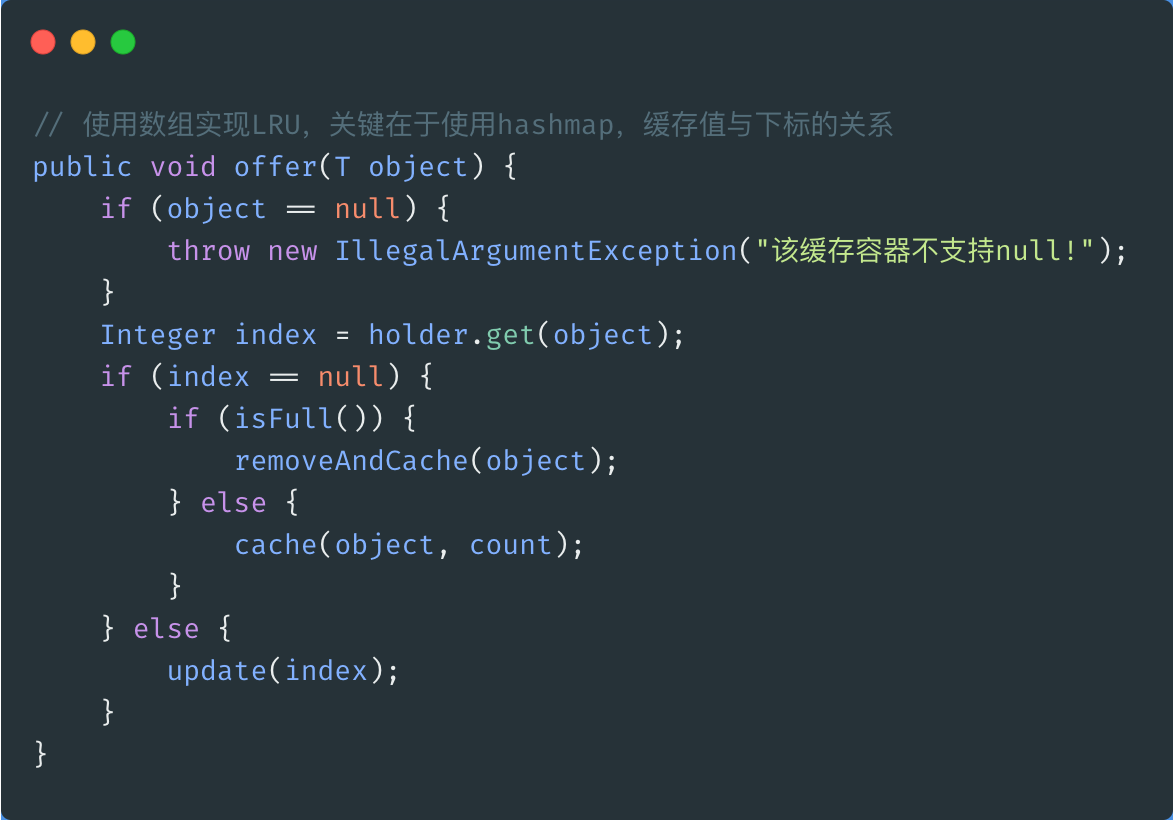 // 使用数组实现LRU，关键在于使用hashmap，缓存值与下标的关系
public void offer(T object) {
    if (object == null) {
        throw new IllegalArgumentException("该缓存容器不支持null!");
    }
    Integer index = holder.get(object);
    if (index == null) {
        if (isFull()) {
            removeAndCache(object);
        } else {
            cache(object, count);
        }
    } else {
        update(index);
    }
}